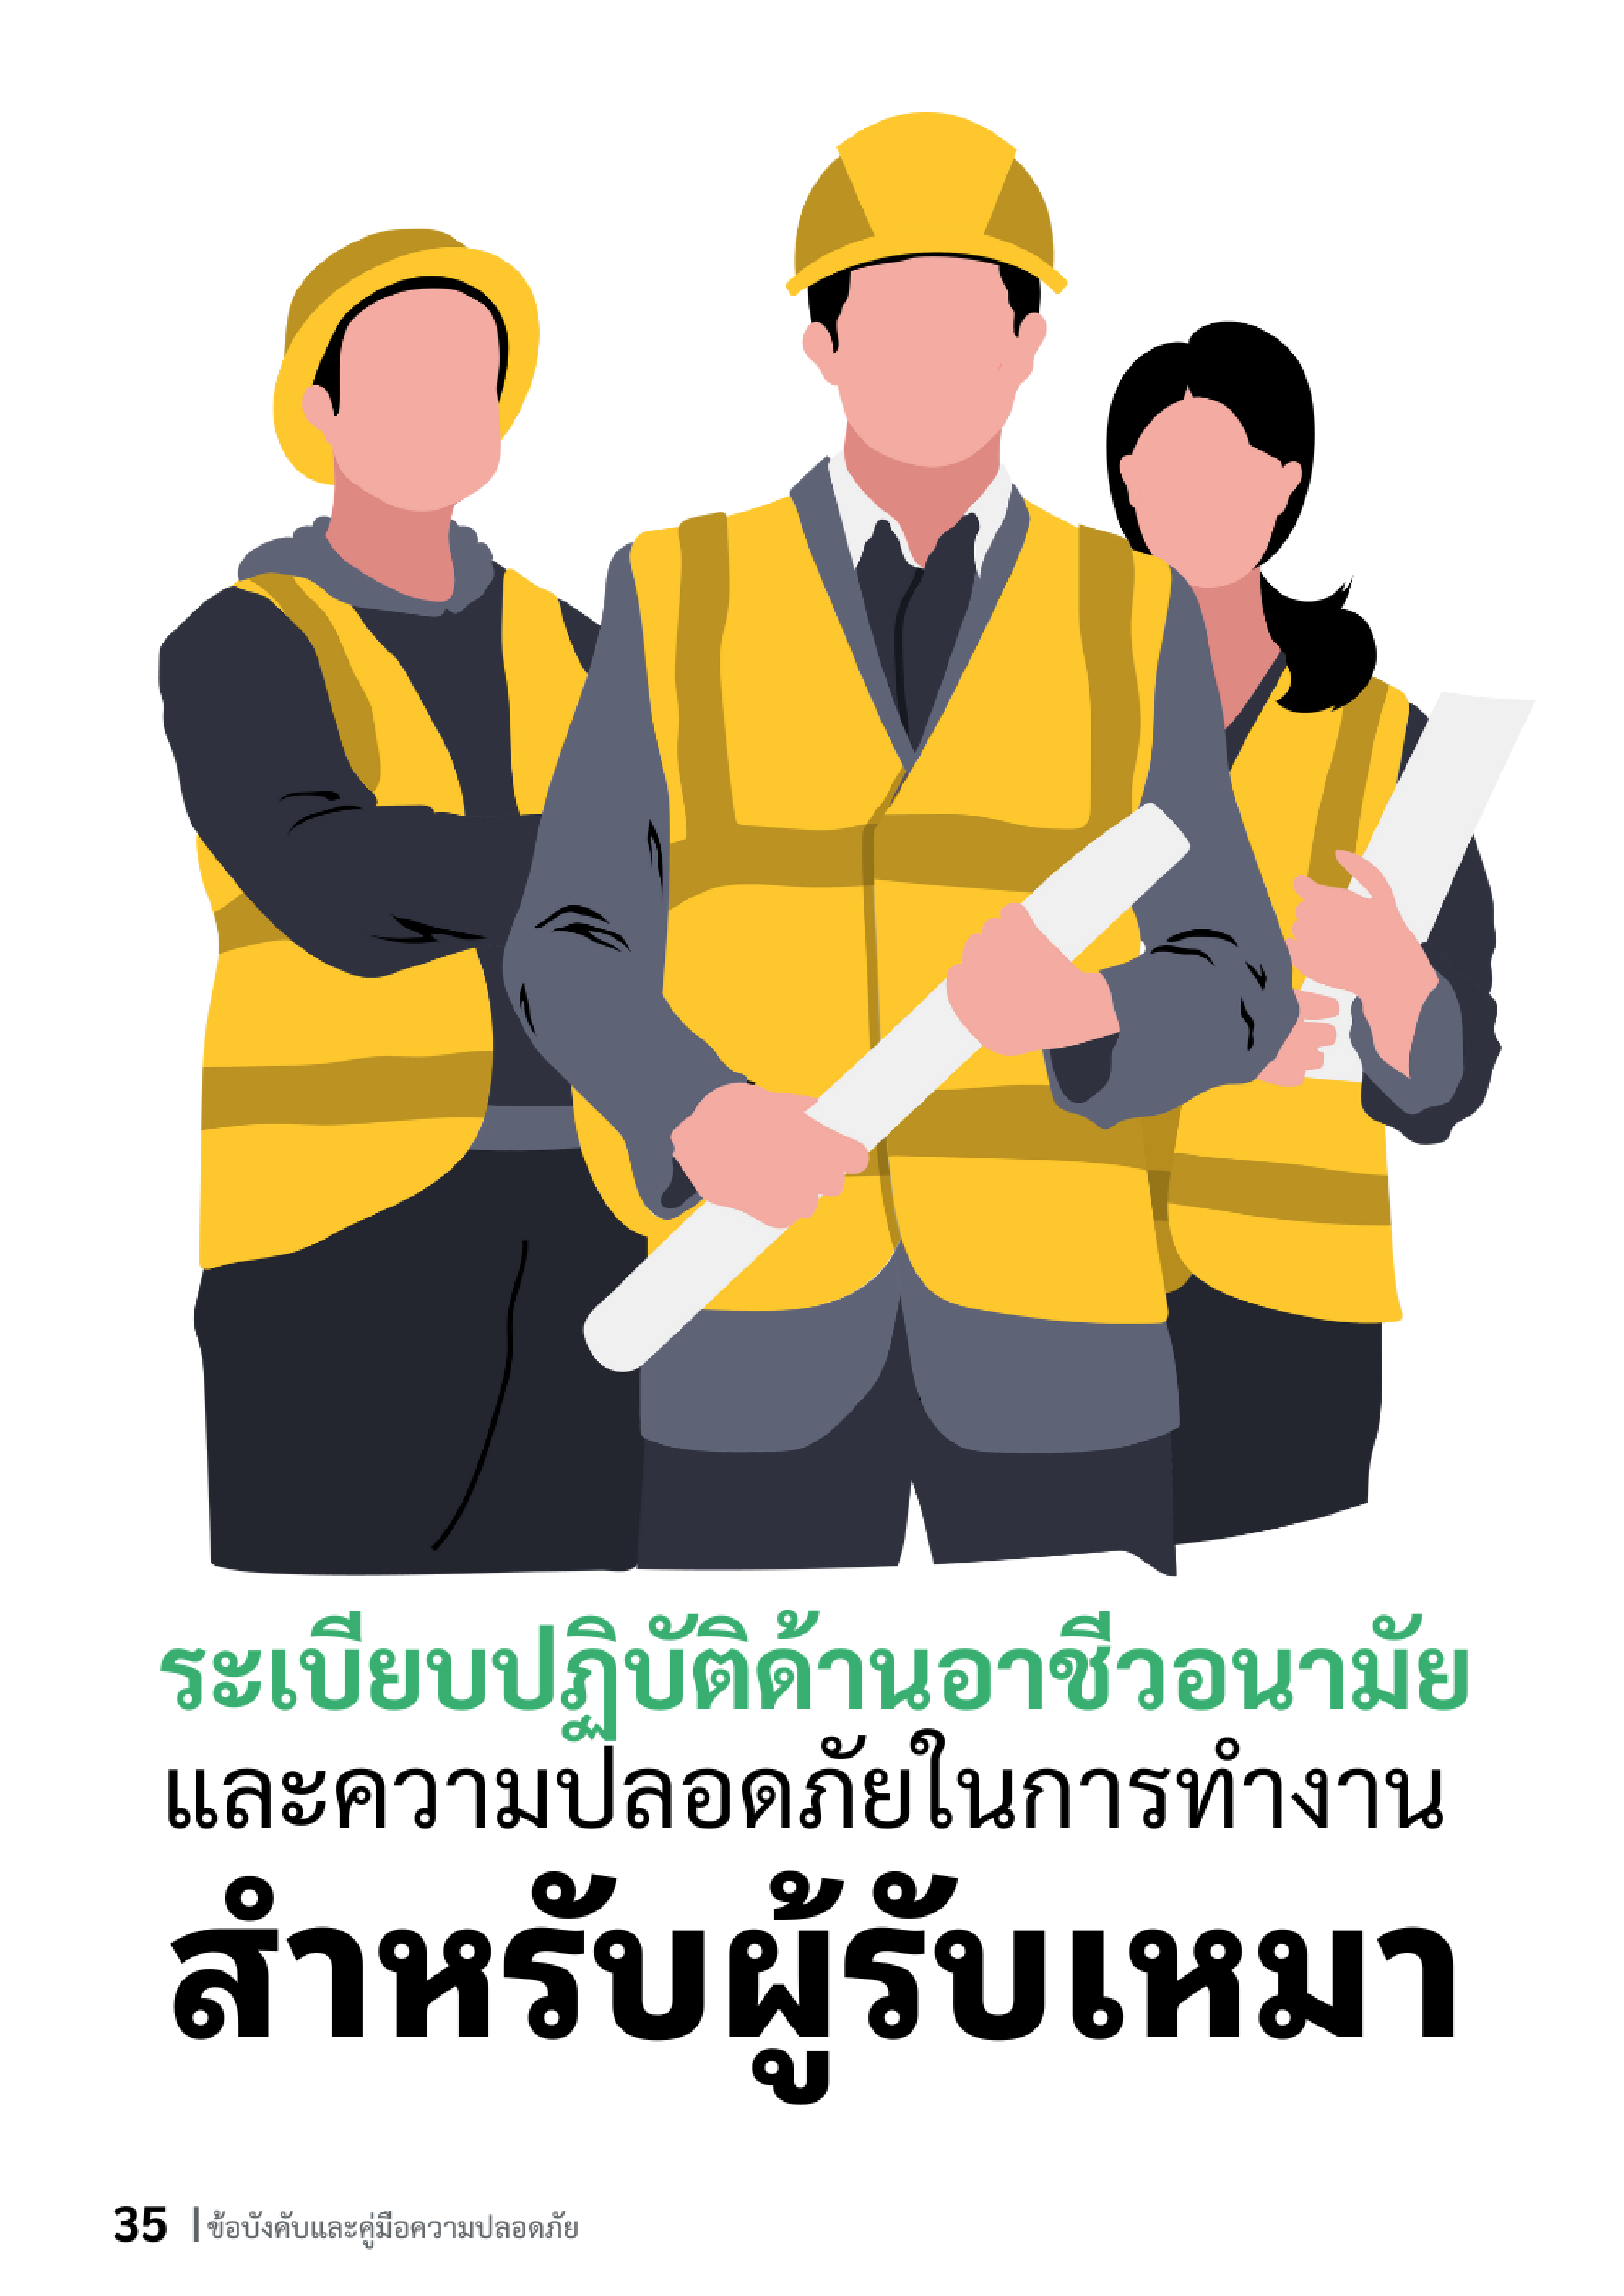 ระเบียบปฏิบัติด้านอาชีวอนามัย
และความปลอดภัยในการทำงาน
สำหรับผู้รับเหมา
35 | ข้อบังคับและคู่มือความปลอดภัย